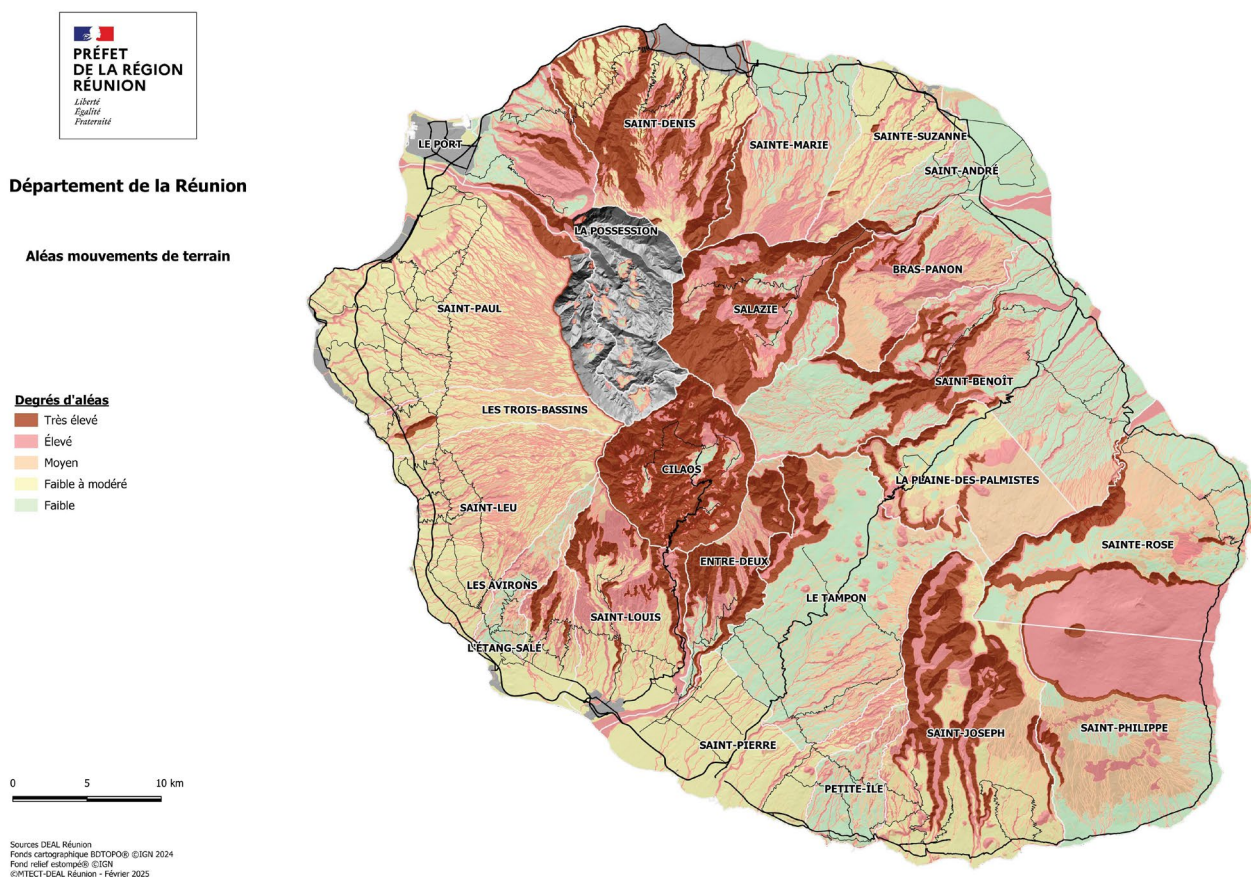 PRÉFET
DE LA RÉGION
RÉUNION
Liberté
Égalité
Fraternité
Département de la Réunion
Aléas mouvements de terrain
Degrés d'aléas
Très élevé
Élevé
Moyen
Faible à modéré
Faible
SAINT-DENIS
SAINTE-MARIE
SAINTE-SUZANNE
LE PORT
SAINT-ANDRÉ
LA POSSESSION
BRAS-PANON
SAINT-PAUL
SALAZIE
SAINT-BENOÎT
LES TROIS-BASSINS
CILAOS
LA PLAINE-DES-PALMISTES
SAINT-LEU
SAINTE-ROSE
ENTRE-DEUX
LES AVIRONS
LE TAMPON
SAINT-LOUIS
L'ÉTANG-SALÉ
SAINT-PHILIPPE
SAINT-JOSEPH
SAINT-PIERRE
PETITE-ÎLE
0 5 10 km
Sources DEAL Réunion
Fonds cartographique BDTOPO® ©IGN 2024
Fond relief estompé® ©IGN
©MTECT-DEAL Réunion - Février 2025